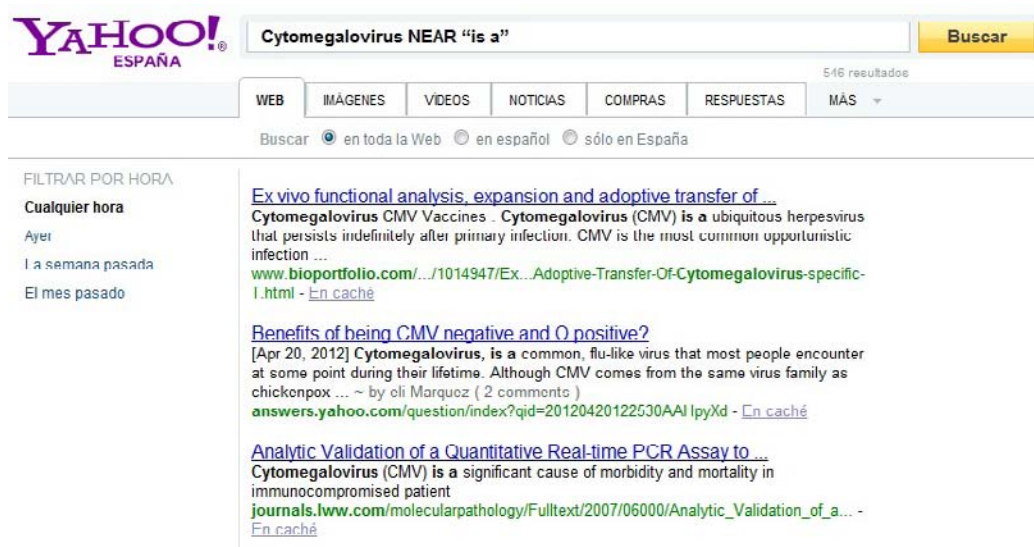 YAHOO!®
ESPAÑA
Cytomegalovirus NEAR “is a”
Buscar
546 resultados
WEB IMÁGENES VÍDEOS NOTICIAS COMPRAS RESPUESTAS MÁS
Buscar en toda la Web en español sólo en España
FILTRAR POR HORA
Cualquier hora
Ayer
La semana pasada
El mes pasado
Ex vivo functional analysis, expansion and adoptive transfer of ...
Cytomegalovirus CMV Vaccines . Cytomegalovirus (CMV) is a ubiquitous herpesvirus
that persists indefinitely after primary infection. CMV is the most common opportunistic
infection ...
www.bioportfolio.com/.../1014947/Ex...Adoptive-Transfer-Of-Cytomegalovirus-specific-
T.html - En caché
Benefits of being CMV negative and O positive?
[Apr 20, 2012] Cytomegalovirus, is a common, flu-like virus that most people encounter
at some point during their lifetime. Although CMV comes from the same virus family as
chickenpox ... ~ by eli Marquez ( 2 comments )
answers.yahoo.com/question/index?qid= - En caché
Analytic Validation of a Quantitative Real-time PCR Assay to ...
Cytomegalovirus (CMV) is a significant cause of morbidity and mortality in
immunocompromised patient
journals.lww.com/molecularpathology/Fulltext/2007/06000/Analytic_Validation_of_a... -
En caché